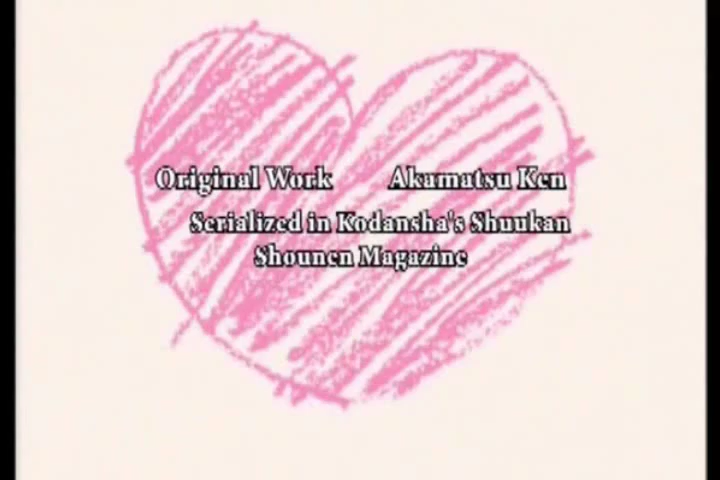 Original Work Akamatsu Ken
Serialized in Kodansha's Shuukan
Shounen Magazine